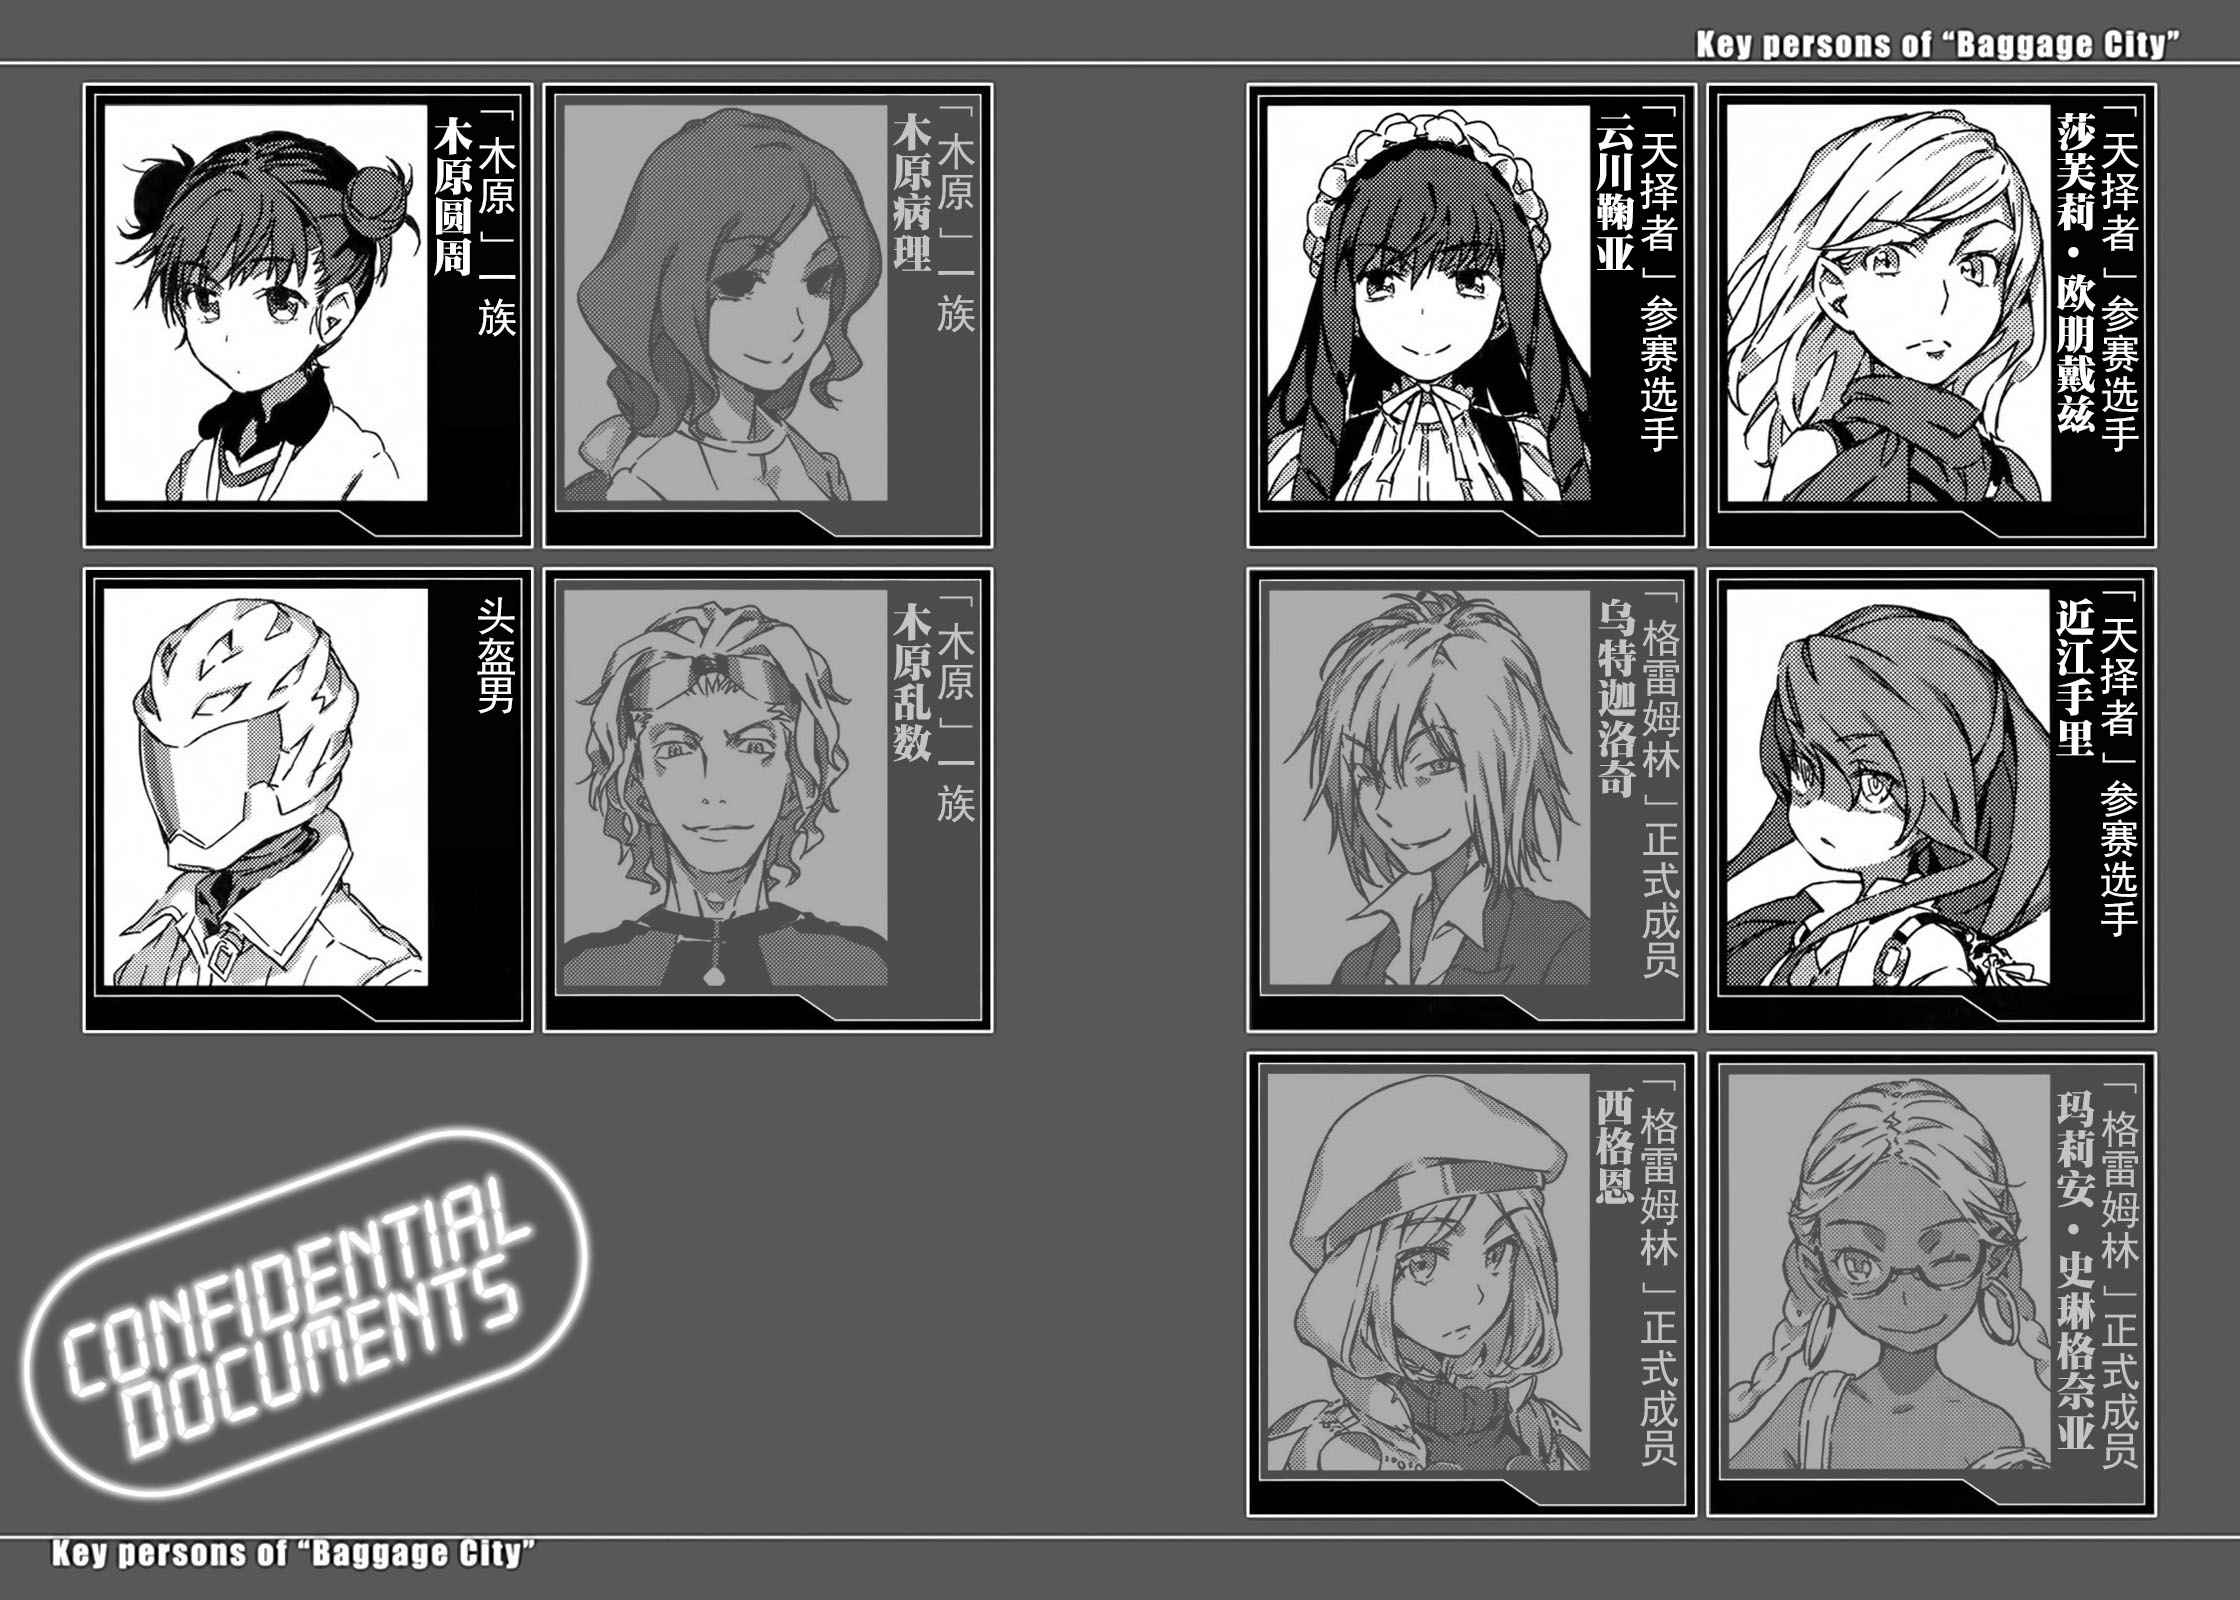 Key persons of “Baggage City”
「天择者」参赛选手
莎芙莉・欧朋戴兹
「天择者」参赛选手
云川鞠亚
「天择者」参赛选手
近江手里
「格雷姆林」正式成员
乌特迦洛奇
「格雷姆林」正式成员
玛莉安・史琳格奈亚
「格雷姆林」正式成员
西格恩
「木原」一族
木原病理
「木原」一族
木原圆周
「木原」一族
木原乱数
头盔男
CONFIDENTIAL
DOCUMENTS
Key persons of “Baggage City”